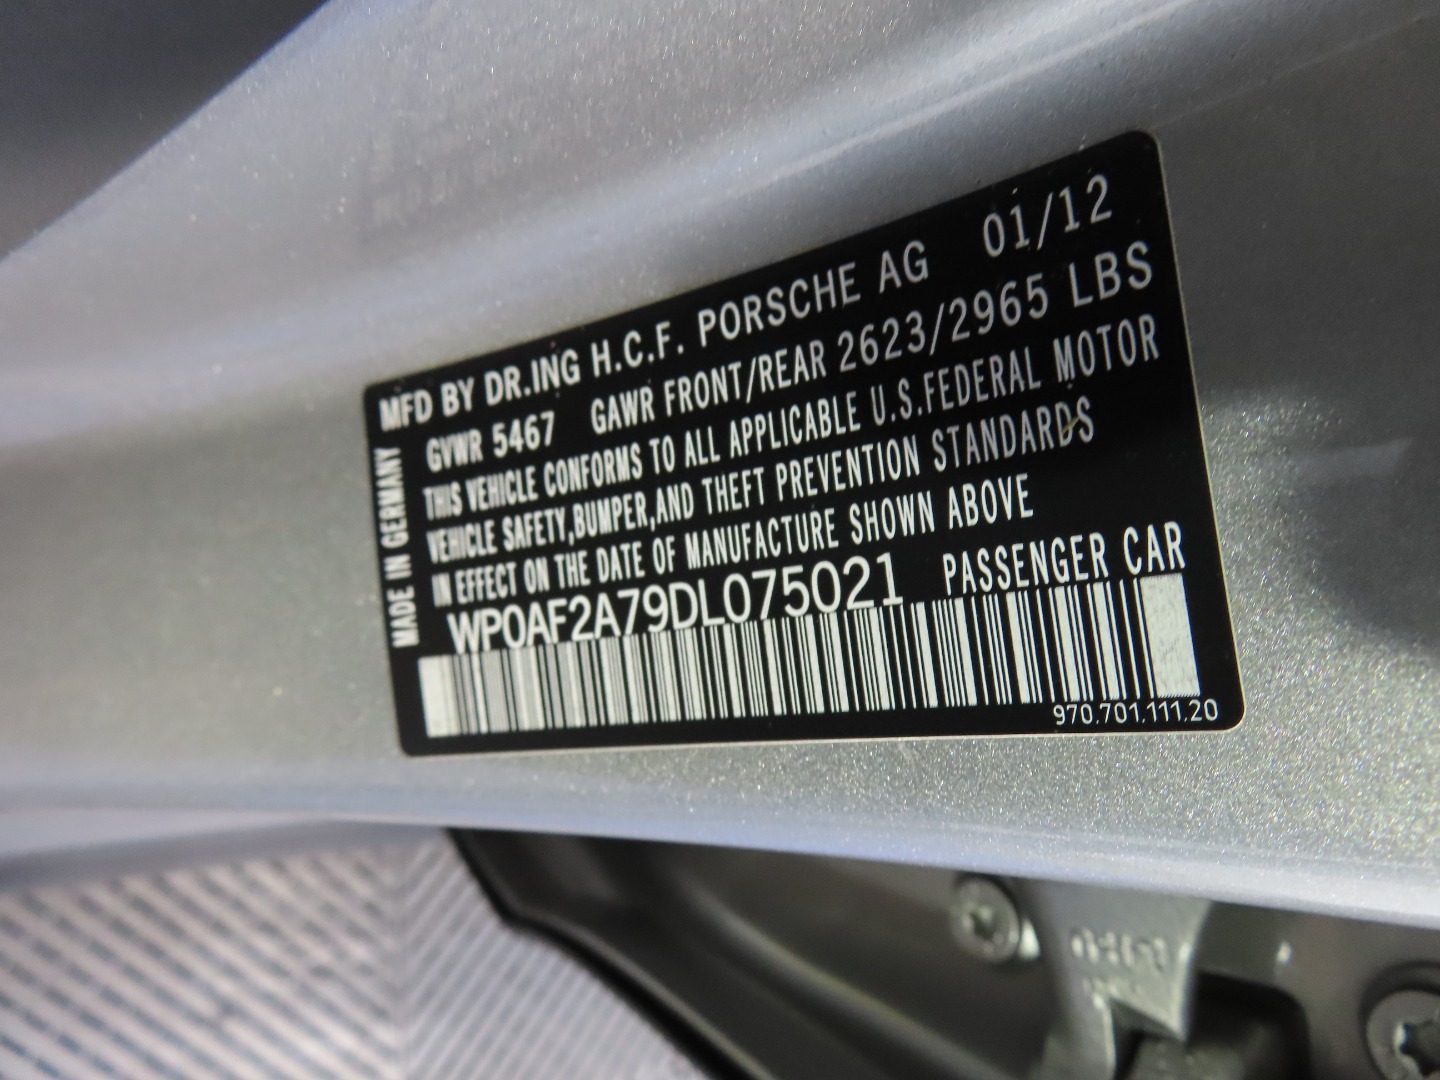 MFD BY DR.ING H.C.F. PORSCHE AG 01/12
GVWR 5467 GAWR FRONT/REAR 2623/2965 LBS
THIS VEHICLE CONFORMS TO ALL APPLICABLE U.S.FEDERAL MOTOR
VEHICLE SAFETY,BUMPER,AND THEFT PREVENTION STANDARDS
IN EFFECT ON THE DATE OF MANUFACTURE SHOWN ABOVE
WP0AF2A79DL075021 PASSENGER CAR
970.701.111.20
MADE IN GERMANY